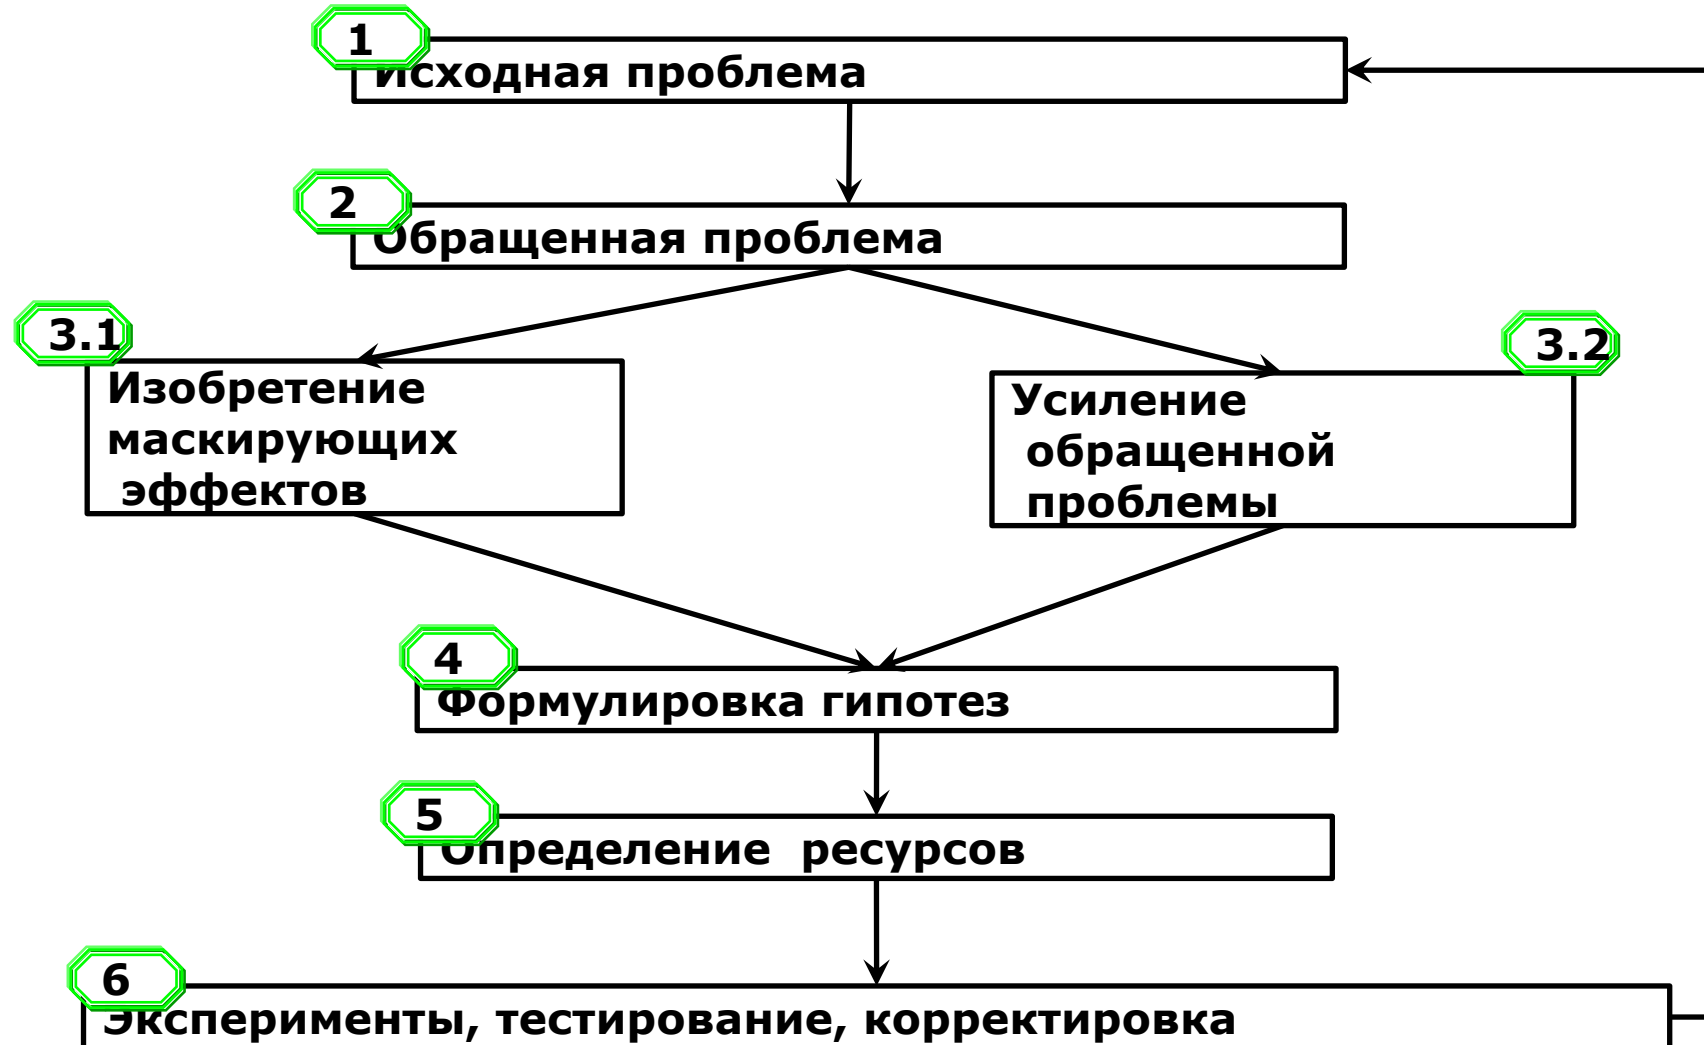 1
Исходная проблема
2
Обращенная проблема
3.1
Изобретение
маскирующих
эффектов
3.2
Усиление
обращенной
проблемы
4
Формулировка гипотез
5
Определение ресурсов
6
Эксперименты, тестирование, корректировка